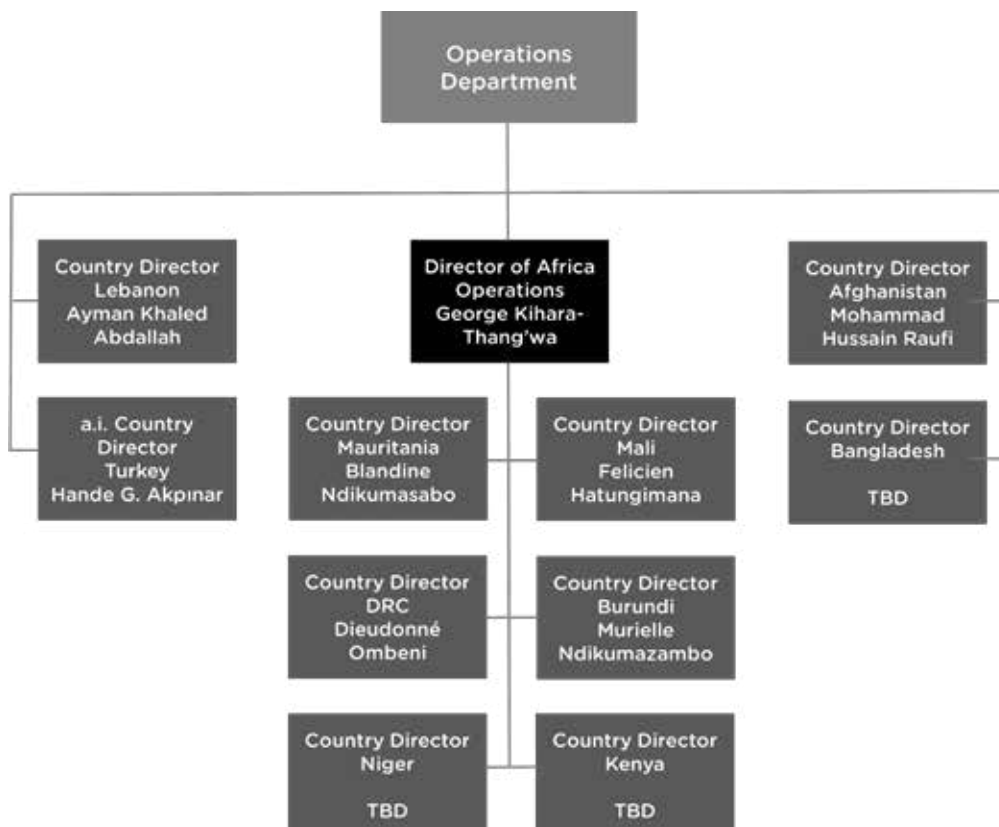 Operations
Department
Country Director
Lebanon
Ayman Khaled
Abdallah
Director of Africa
Operations
George Kihara-
Thang'wa
Country Director
Afghanistan
Mohammad
Hussain Raufi
a.i. Country
Director
Turkey
Hande G. Akpınar
Country Director
Mauritania
Blandine
Ndikumasabo
Country Director
Mali
Felicien
Hatungimana
Country Director
Bangladesh
TBD
Country Director
DRC
Dieudonné
Ombeni
Country Director
Burundi
Murielle
Ndikumazambo
Country Director
Niger
TBD
Country Director
Kenya
TBD